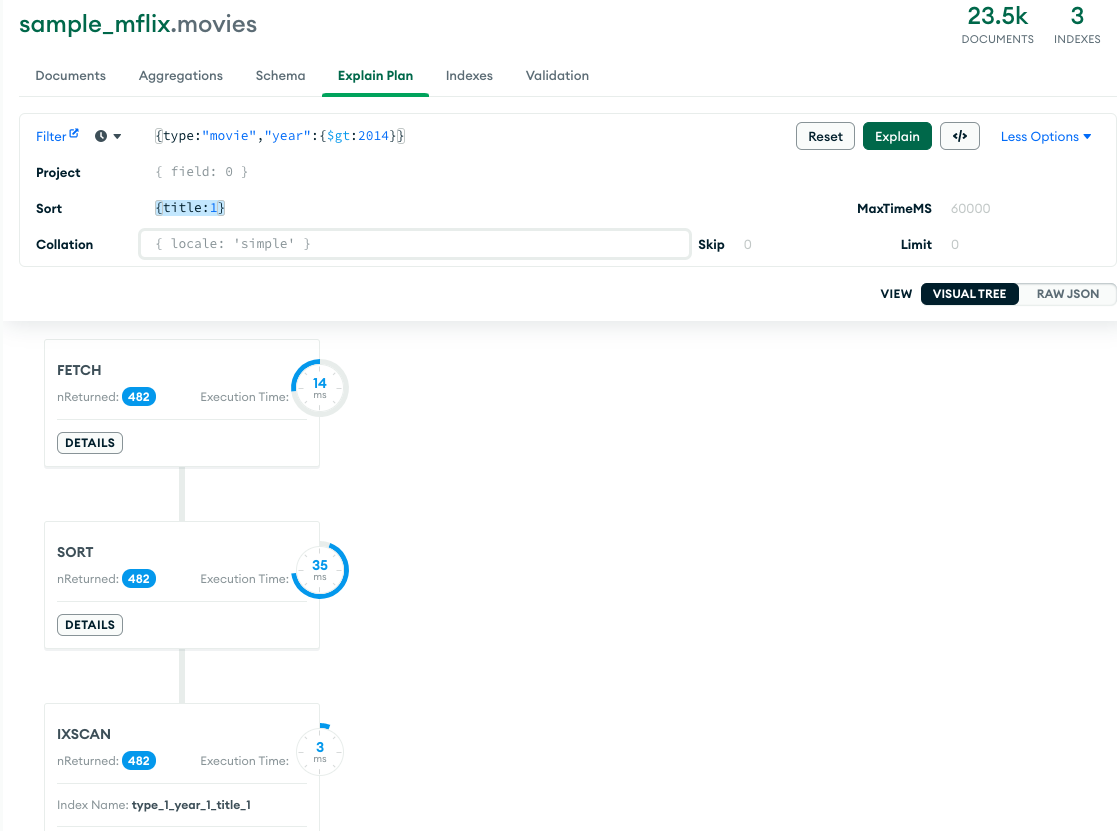 sample_mflix.movies
23.5k 3
DOCUMENTS INDEXES
Documents Aggregations Schema Explain Plan Indexes Validation
Filter {type:"movie","year":{$gt:2014}} Reset Explain </> Less Options
Project { field: 0 }
Sort {title:1} MaxTimeMS 60000
Collation { locale: 'simple' } Skip 0 Limit 0
VIEW VISUAL TREE RAW JSON
FETCH
nReturned: 482 Execution Time: 14 ms
DETAILS
SORT
nReturned: 482 Execution Time: 35 ms
DETAILS
IXSCAN
nReturned: 482 Execution Time: 3 ms
Index Name: type_1_year_1_title_1